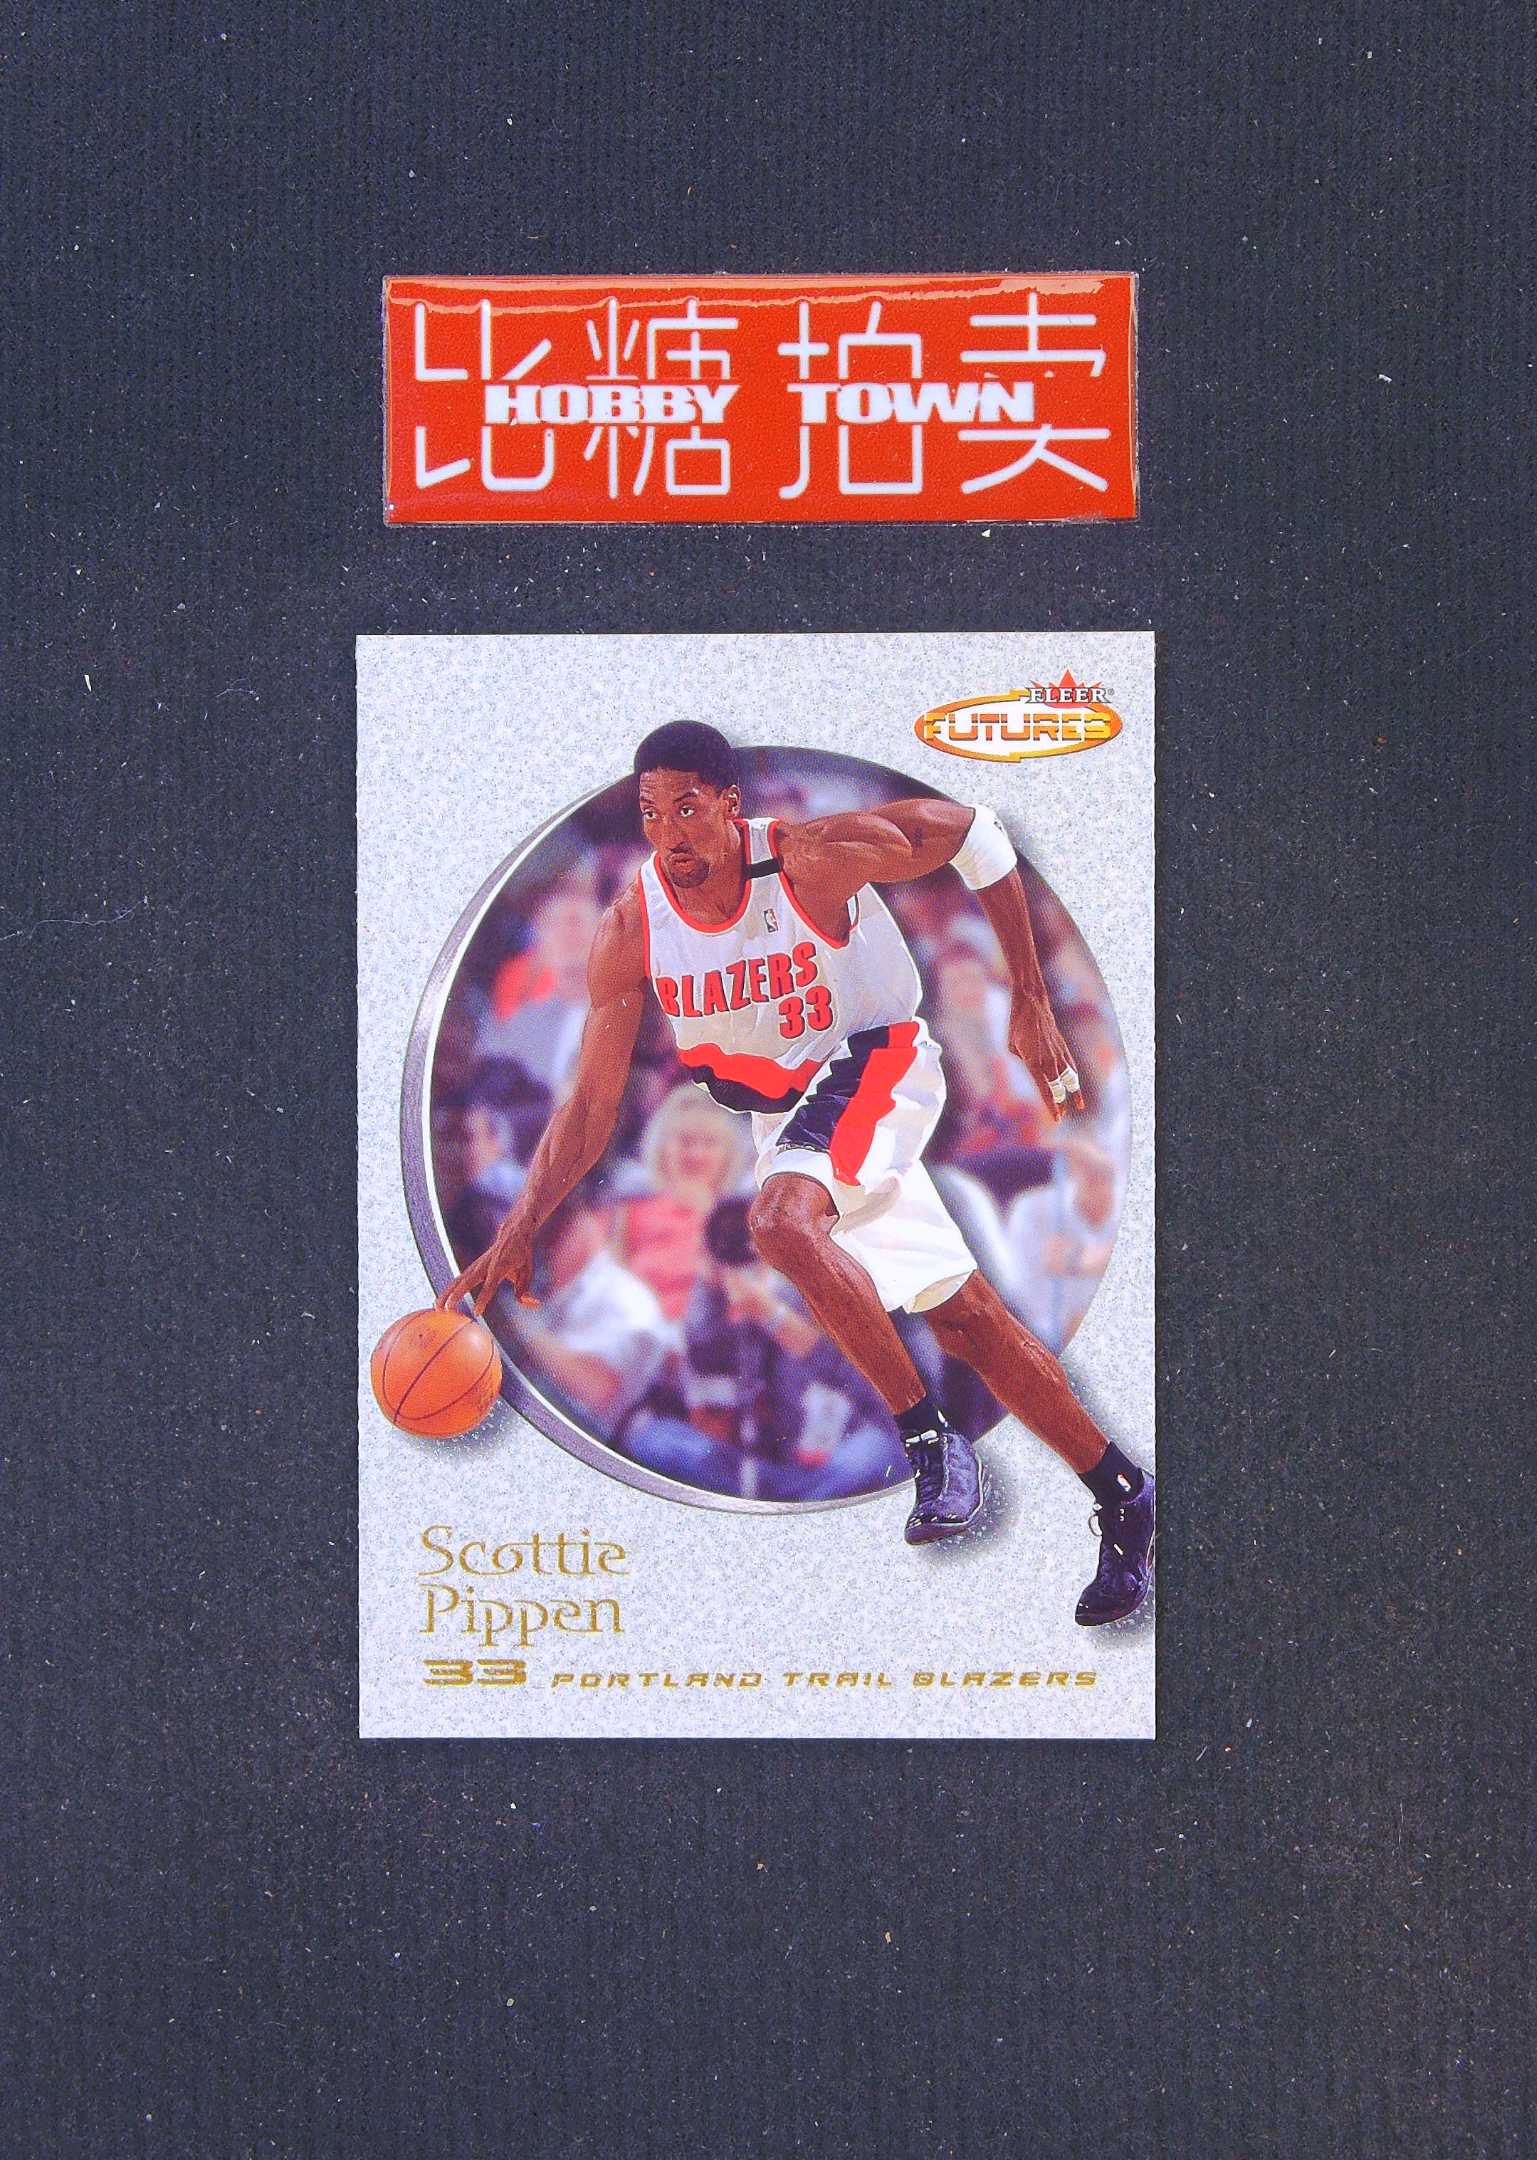 比糖拍卖
HOBBY TOWN
FLEER
FUTURES
BLAZERS
33
Scottie
Pippen
33 PORTLAND TRAIL BLAZERS